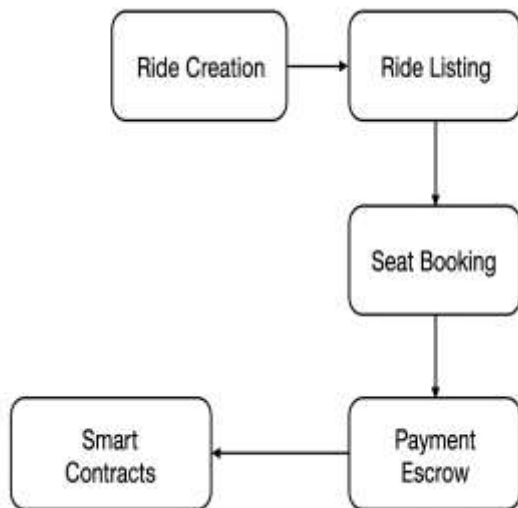 Ride Creation
Ride Listing
Seat Booking
Payment
Escrow
Smart
Contracts